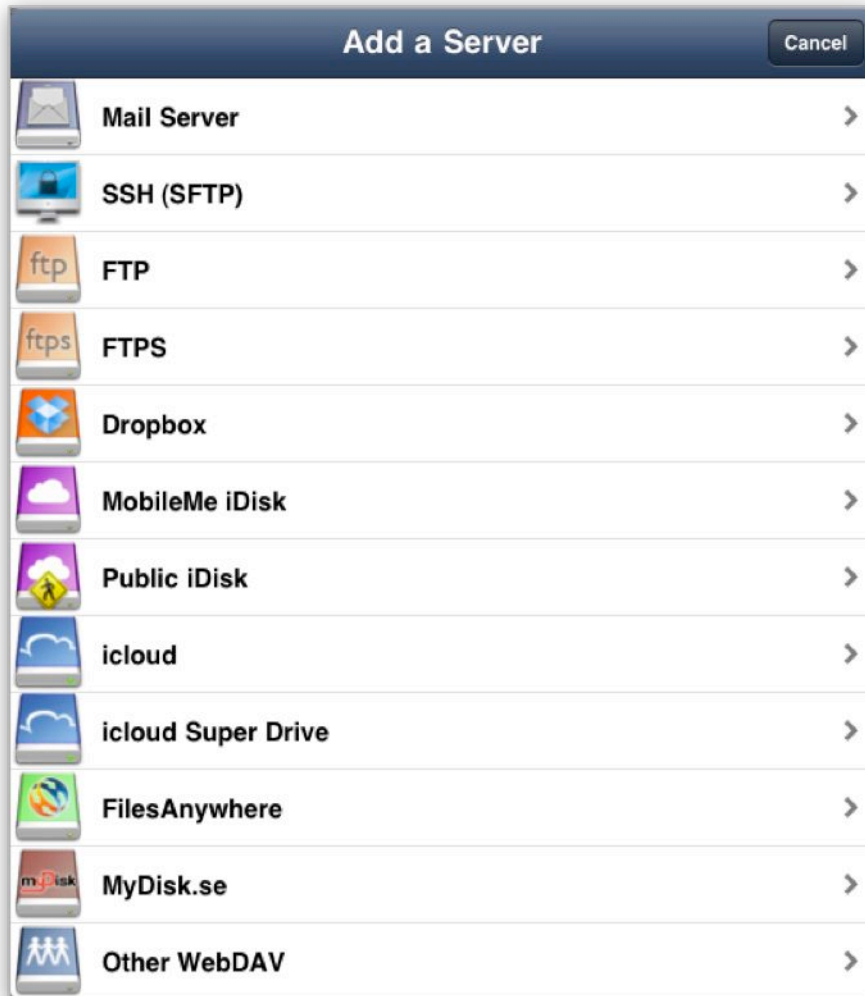 Add a Server
Cancel
Mail Server
SSH (SFTP)
ftp
FTP
ftps
FTPS
Dropbox
MobileMe iDisk
Public iDisk
icloud
icloud Super Drive
FilesAnywhere
myDisk
MyDisk.se
Other WebDAV